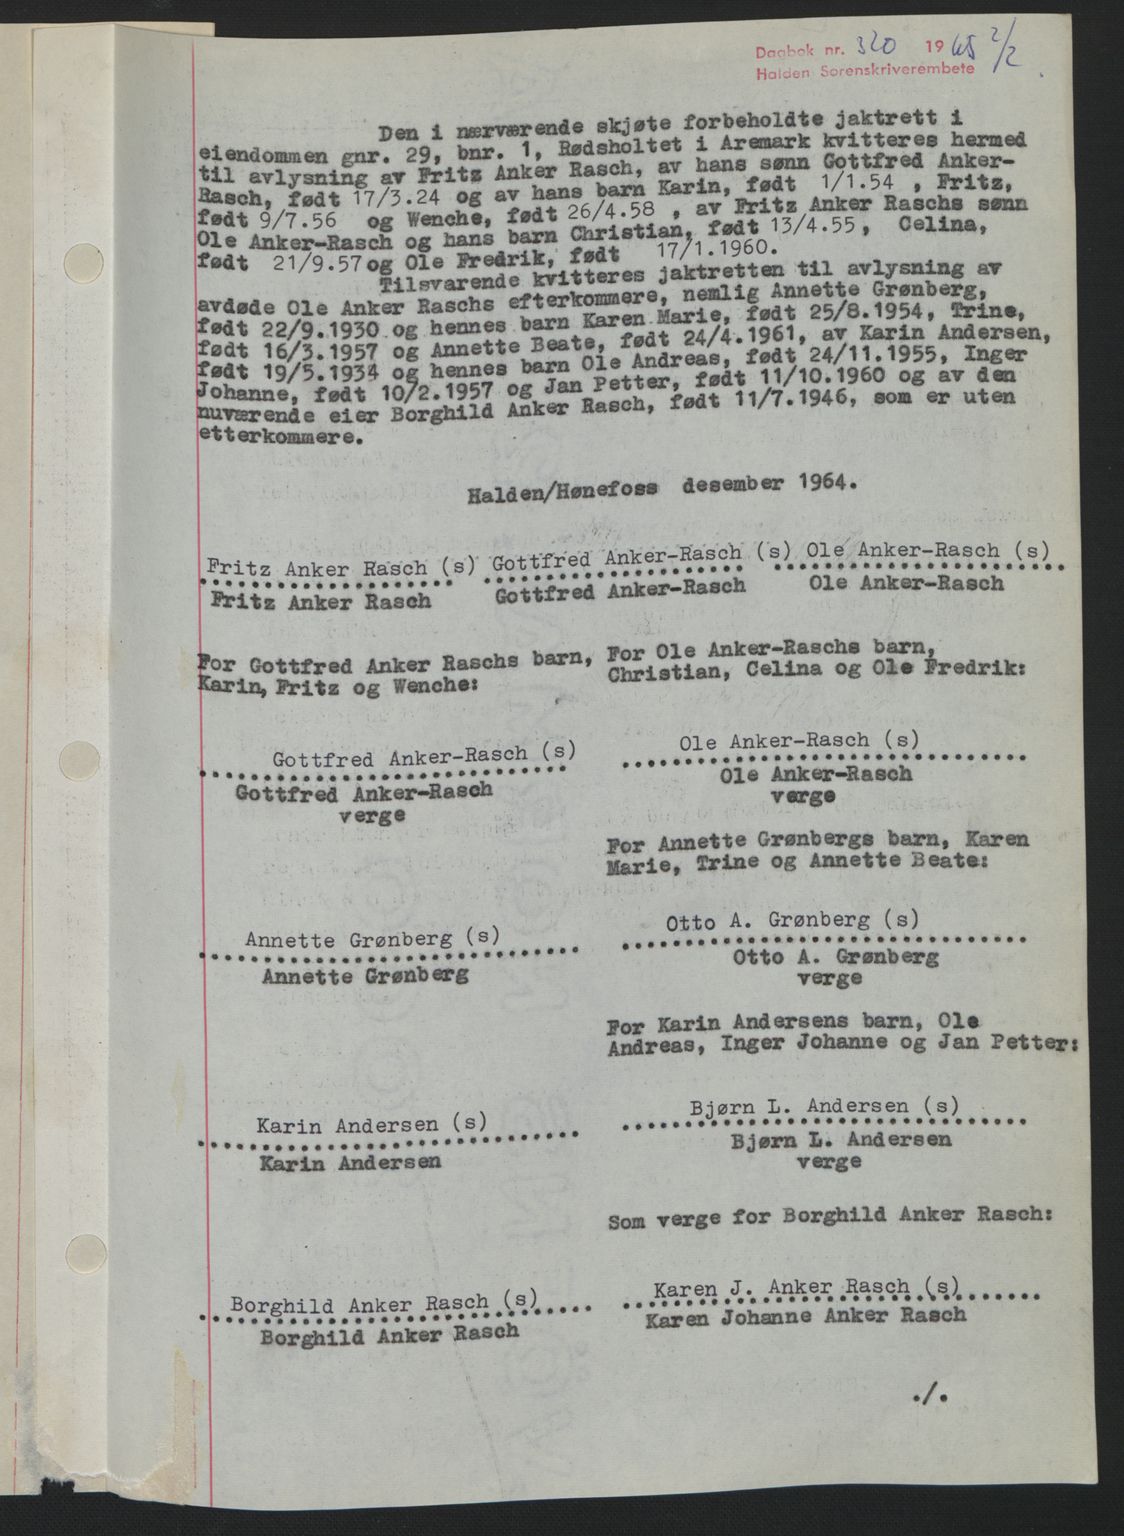 Dagbok nr. 320 1965 2/2
Halden Sorenskriverembete
Den i nærværende skjøte forbeholdte jaktrett i
eiendommen gnr. 29, bnr. 1, Rødsholtet i Aremark kvitteres hermed
til avlysning av Fritz Anker Rasch, av hans sønn Gottfred Anker-
Rasch, født 17/3.24 og av hans barn Karin, født 1/1.54 , Fritz,
født 9/7.56 og Wenche, født 26/4.58 , av Fritz Anker Raschs sønn
Ole Anker-Rasch og hans barn Christian, født 13/4.55, Celina,
født 21/9.57 og Ole Fredrik, født 17/1.1960.
Tilsvarende kvitteres jaktretten til avlysning av
avdøde Ole Anker Raschs efterkommere, nemlig Annette Grønberg,
født 22/9.1930 og hennes barn Karen Marie, født 25/8.1954, Trine,
født 16/3.1957 og Annette Beate, født 24/4.1961, av Karin Andersen,
født 19/5.1934 og hennes barn Ole Andreas, født 24/11.1955, Inger
Johanne, født 10/2.1957 og Jan Petter, født 11/10.1960 og av den
nuværende eier Borghild Anker Rasch, født 11/7.1946, som er uten
etterkommere.
Halden/Hønefoss desember 1964.
Fritz Anker Rasch (s) Gottfred Anker-Rasch (s) Ole Anker-Rasch (s)
Fritz Anker Rasch Gottfred Anker-Rasch Ole Anker-Rasch
For Gottfred Anker Raschs barn, For Ole Anker-Raschs barn,
Karin, Fritz og Wenche: Christian, Celina og Ole Fredrik:
Gottfred Anker-Rasch (s) Ole Anker-Rasch (s)
Gottfred Anker-Rasch Ole Anker-Rasch
verge verge
For Annette Grønbergs barn, Karen
Marie, Trine og Annette Beate:
Annette Grønberg (s) Otto A. Grønberg (s)
Annette Grønberg Otto A. Grønberg
verge
For Karin Andersens barn, Ole
Andreas, Inger Johanne og Jan Petter:
Karin Andersen (s) Bjørn L. Andersen (s)
Karin Andersen Bjørn L. Andersen
verge
Som verge for Borghild Anker Rasch:
Borghild Anker Rasch (s) Karen J. Anker Rasch (s)
Borghild Anker Rasch Karen Johanne Anker Rasch
./.